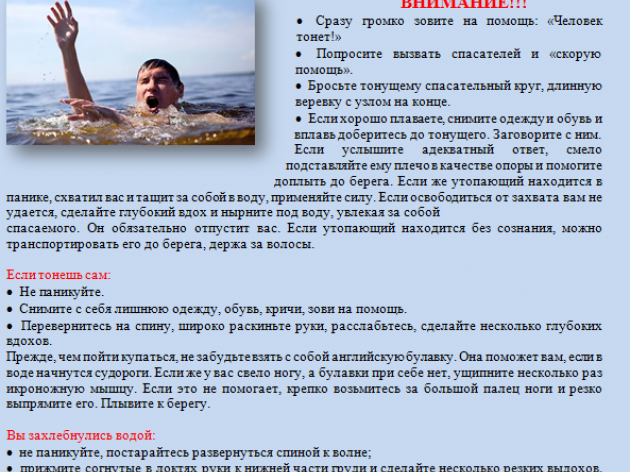 ВНИМАНИЕ!!!
• Сразу громко зовите на помощь: «Человек
тонет!»
• Попросите вызвать спасателей и «скорую
помощь».
• Бросьте тонущему спасательный круг, длинную
веревку с узлом на конце.
• Если хорошо плаваете, снимите одежду и обувь и
вплавь доберитесь до тонущего. Заговорите с ним.
Если услышите адекватный ответ, смело
подставляйте ему плечо в качестве опоры и помогите
доплыть до берега. Если же утопающий находится в
панике, схватил вас и тащит за собой в воду, применяйте силу. Если освободиться от захвата вам не
удается, сделайте глубокий вдох и нырните под воду, увлекая за собой
спасаемого. Он обязательно отпустит вас. Если утопающий находится без сознания, можно
транспортировать его до берега, держа за волосы.
Если тонешь сам:
• Не паникуйте.
• Снимите с себя лишнюю одежду, обувь, кричи, зови на помощь.
• Перевернитесь на спину, широко раскиньте руки, расслабьтесь, сделайте несколько глубоких
вдохов.
Прежде, чем пойти купаться, не забудьте взять с собой английскую булавку. Она поможет вам, если в
воде начнутся судороги. Если же у вас свело ногу, а булавки при себе нет, ущипните несколько раз
икроножную мышцу. Если это не помогает, крепко возьмитесь за большой палец ноги и резко
выпрямите его. Плывите к берегу.
Вы захлебнулись водой:
• не паникуйте, постарайтесь развернуться спиной к волне;
• прижмите согнутые в локтях руки к нижней части груди и сделайте несколько резких выдохов,